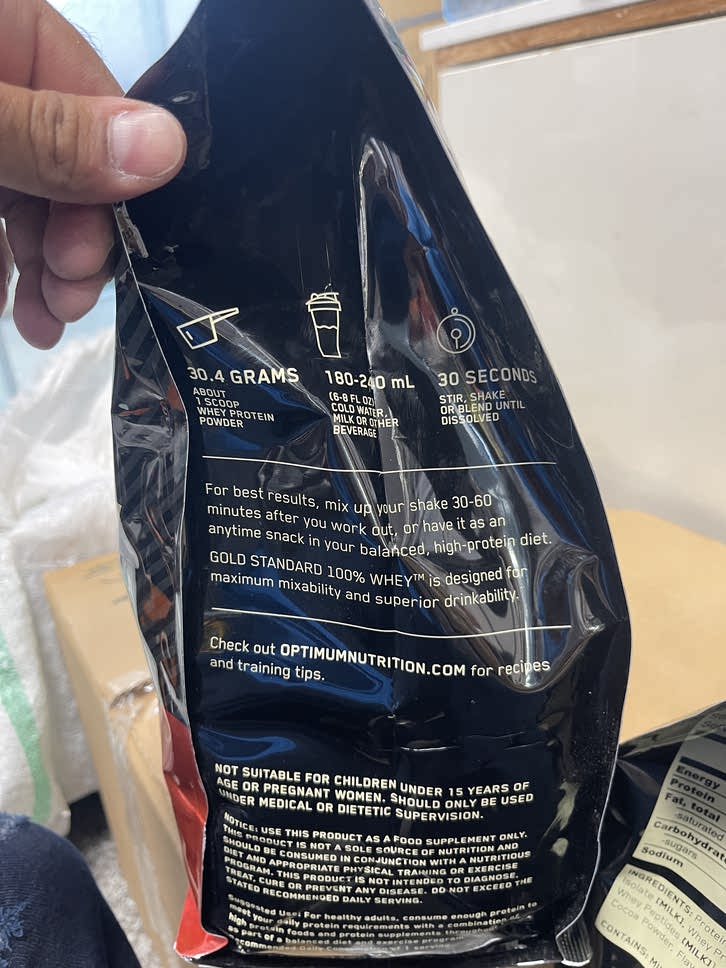 30.4 GRAMS
ABOUT
1 SCOOP
WHEY PROTEIN
POWDER
180-240 mL
(6-8 FL OZ)
COLD WATER,
MILK OR OTHER
BEVERAGE
30 SECONDS
STIR, SHAKE
OR BLEND UNTIL
DISSOLVED
For best results, mix up your shake 30-60
minutes after you work out, or have it as an
anytime snack in your balanced, high-protein diet.
GOLD STANDARD 100% WHEY™ is designed for
maximum mixability and superior drinkability.
Check out OPTIMUMNUTRITION.COM for recipes
and training tips.
NOT SUITABLE FOR CHILDREN UNDER 15 YEARS OF
AGE OR PREGNANT WOMEN. SHOULD ONLY BE USED
UNDER MEDICAL OR DIETETIC SUPERVISION.
NOTICE: USE THIS PRODUCT AS A FOOD SUPPLEMENT ONLY.
THIS PRODUCT IS NOT A SOLE SOURCE OF NUTRITION AND
SHOULD BE CONSUMED IN CONJUNCTION WITH A NUTRITIOUS
DIET AND APPROPRIATE PHYSICAL TRAINING OR EXERCISE
PROGRAM. THIS PRODUCT IS NOT INTENDED TO DIAGNOSE,
TREAT, CURE OR PREVENT ANY DISEASE. DO NOT EXCEED THE
STATED RECOMMENDED DAILY SERVING.
Suggested Use: For healthy adults, consume enough protein to
meet your daily protein requirements with a combination of
high protein foods and protein supplements throughout
as part of a balanced diet and exercise program.
Energy
Protein
Fat, total
-saturated
Carbohydrat
-sugars
Sodium
INGREDIENTS: Protein
Isolate [MILK], Whey P
Whey Peptides [MILK]
Cocoa Powder, Flav
CONTAINS: MI